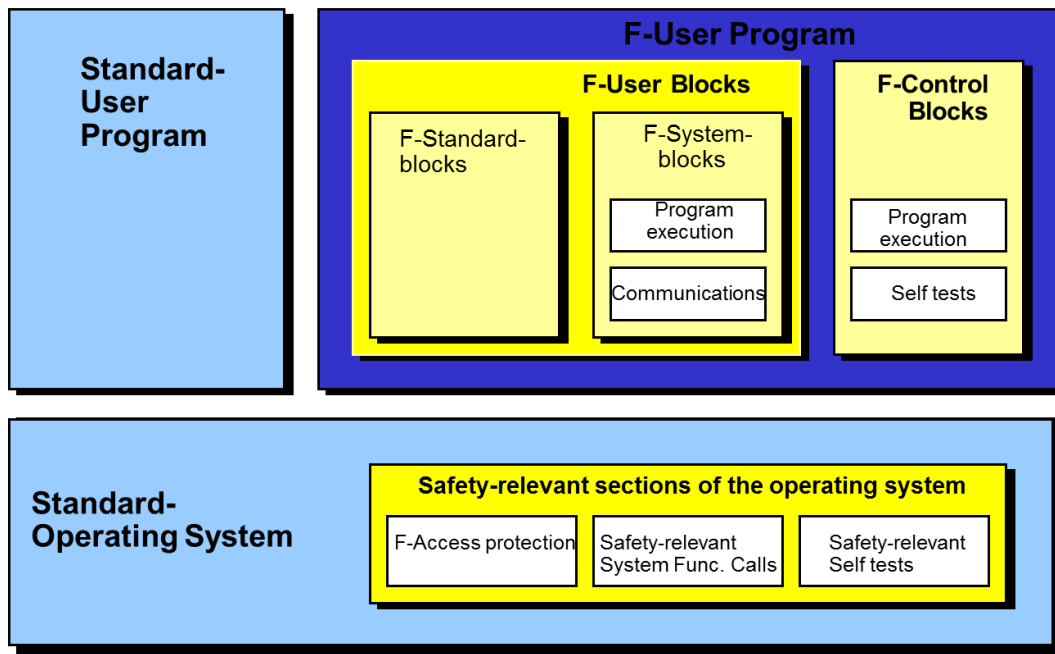 Standard-
User
Program
F-User Program
F-User Blocks
F-Standard-
blocks
F-System-
blocks
Program
execution
Communications
F-Control
Blocks
Program
execution
Self tests
Standard-
Operating System
Safety-relevant sections of the operating system
F-Access protection
Safety-relevant
System Func. Calls
Safety-relevant
Self tests